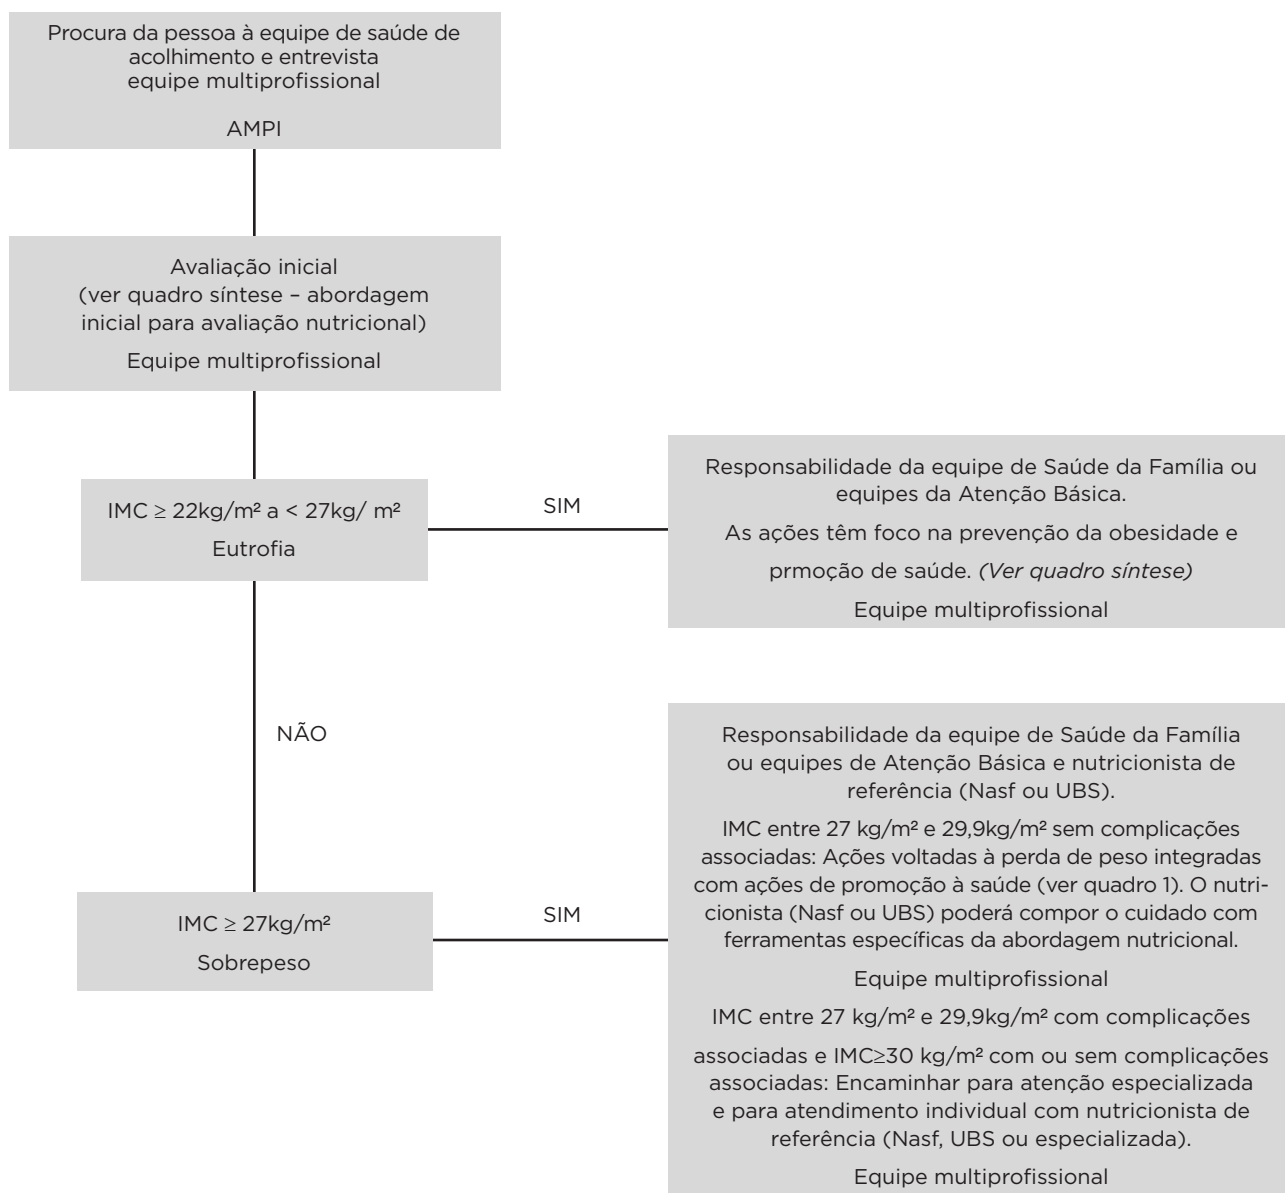 Procura da pessoa à equipe de saúde de
acolhimento e entrevista
equipe multiprofissional
AMPI
Avaliação inicial
(ver quadro síntese – abordagem
inicial para avaliação nutricional)
Equipe multiprofissional
IMC ≥ 22kg/m² a < 27kg/ m²
Eutrofia
SIM
Responsabilidade da equipe de Saúde da Família ou
equipes da Atenção Básica.
As ações têm foco na prevenção da obesidade e
prmoção de saúde. (Ver quadro síntese)
Equipe multiprofissional
NÃO
IMC ≥ 27kg/m²
Sobrepeso
SIM
Responsabilidade da equipe de Saúde da Família
ou equipes de Atenção Básica e nutricionista de
referência (Nasf ou UBS).
IMC entre 27 kg/m² e 29,9kg/m² sem complicações
associadas: Ações voltadas à perda de peso integradas
com ações de promoção à saúde (ver quadro 1). O nutri-
cionista (Nasf ou UBS) poderá compor o cuidado com
ferramentas específicas da abordagem nutricional.
Equipe multiprofissional
IMC entre 27 kg/m² e 29,9kg/m² com complicações
associadas e IMC≥30 kg/m² com ou sem complicações
associadas: Encaminhar para atenção especializada
e para atendimento individual com nutricionista de
referência (Nasf, UBS ou especializada).
Equipe multiprofissional